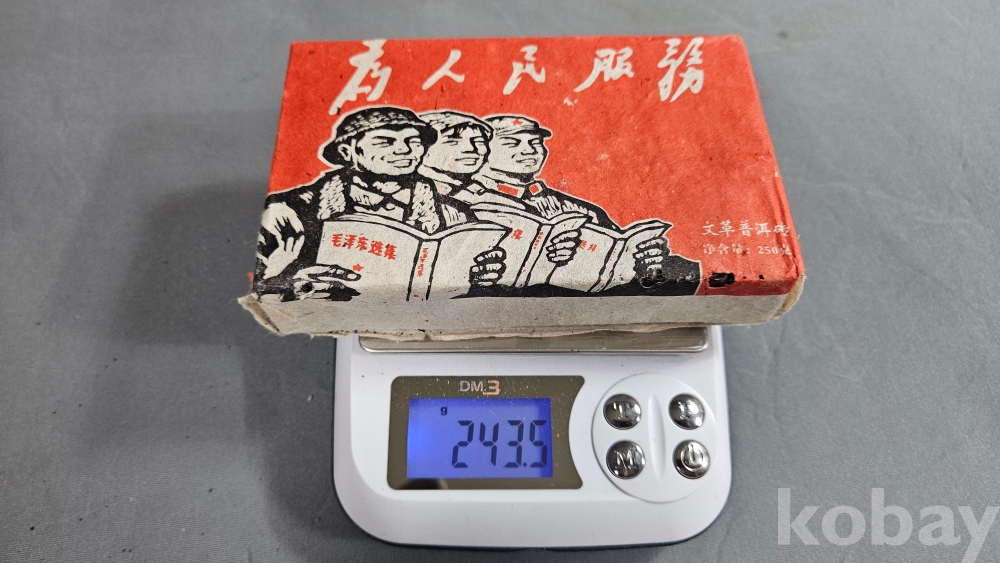 为人民服務
毛泽东选集
文革普洱砖
净含量：250克
DM.3
g
243.5
T
M
kobay